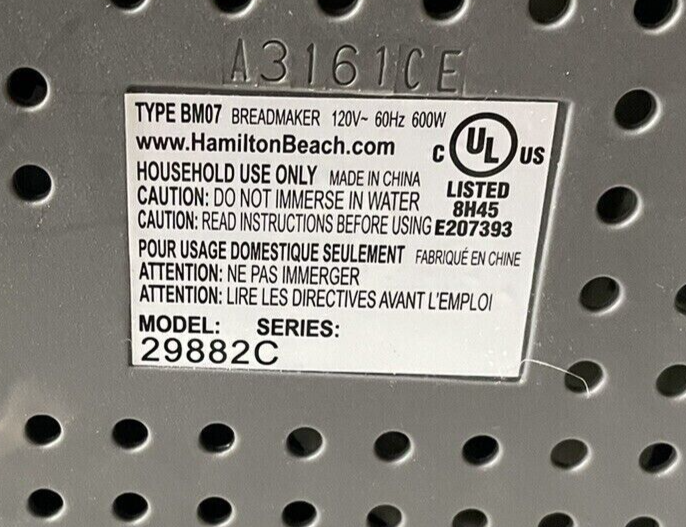 A3161CE
TYPE BM07 BREADMAKER 120V~ 60Hz 600W
www.HamiltonBeach.com
HOUSEHOLD USE ONLY MADE IN CHINA
CAUTION: DO NOT IMMERSE IN WATER
CAUTION: READ INSTRUCTIONS BEFORE USING
C UL US
LISTED
8H45
E207393
POUR USAGE DOMESTIQUE SEULEMENT FABRIQUÉ EN CHINE
ATTENTION: NE PAS IMMERGER
ATTENTION: LIRE LES DIRECTIVES AVANT L'EMPLOI
MODEL: SERIES:
29882C